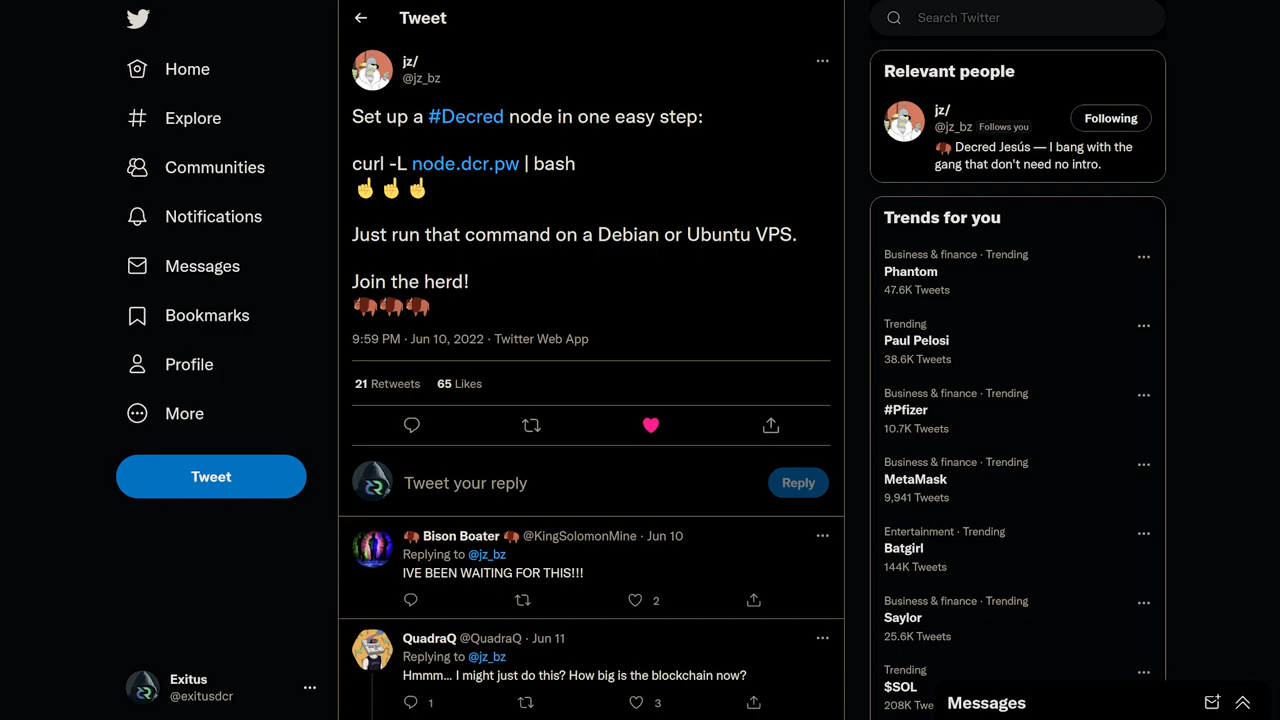 Home
Explore
Communities
Notifications
Messages
Bookmarks
Profile
More
Tweet
Exitus
@exitusdcr
Tweet
jz/
@jz_bz
Set up a #Decred node in one easy step:
curl -L node.dcr.pw | bash
☝☝☝
Just run that command on a Debian or Ubuntu VPS.
Join the herd!
🦬🦬🦬
9:59 PM · Jun 10, 2022 · Twitter Web App
21 Retweets 65 Likes
Tweet your reply
Reply
🦬 Bison Boater 🦬 @KingSolomonMine · Jun 10
Replying to @jz_bz
IVE BEEN WAITING FOR THIS!!!
2
QuadraQ @QuadraQ · Jun 11
Replying to @jz_bz
Hmmm... I might just do this? How big is the blockchain now?
1 3
Search Twitter
Relevant people
jz/
@jz_bz Follows you
Following
🦬 Decred Jesús — I bang with the
gang that don't need no intro.
Trends for you
Business & finance · Trending
Phantom
47.6K Tweets
Trending
Paul Pelosi
38.6K Tweets
Business & finance · Trending
#Pfizer
10.7K Tweets
Business & finance · Trending
MetaMask
9,941 Tweets
Entertainment · Trending
Batgirl
144K Tweets
Business & finance · Trending
Saylor
25.6K Tweets
Trending
$SOL
208K Twe
Messages